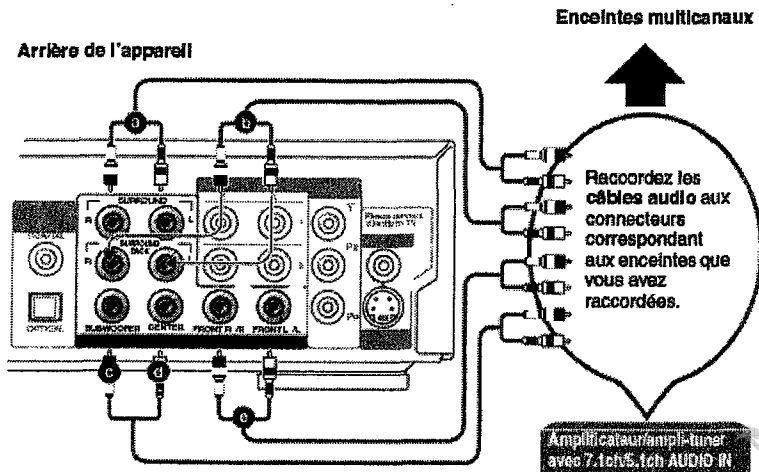 Enceintes multicanaux
Arrière de l'appareil
a
b
Raccordez les
câbles audio aux
connecteurs
correspondant
aux enceintes que
vous avez
raccordées.
SURROUND
R
L
SURROUND
BACK
R
Y
OPTICAL
SUBWOOFER
CENTER
FRONT R
FRONT L
c
d
e
Amplificateur/ampli-tuner
avec 7.1ch/5.1ch AUDIO IN